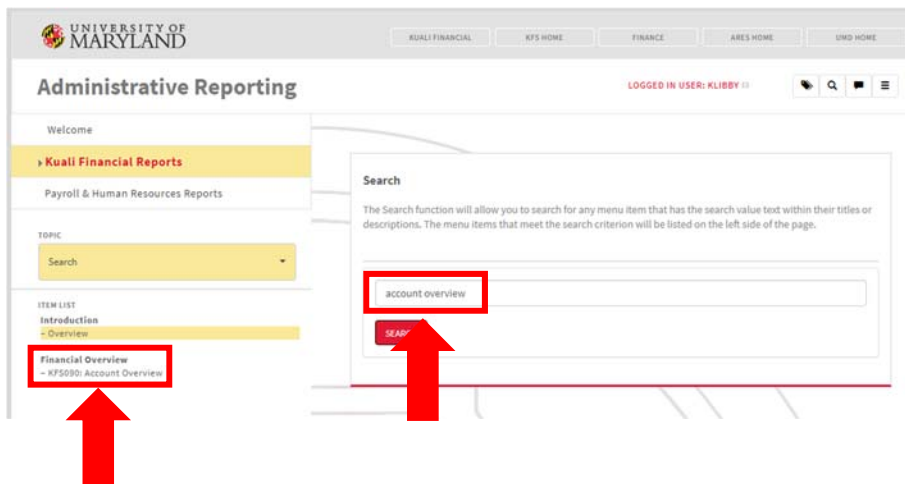 UNIVERSITY OF
MARYLAND
KUALI FINANCIAL
KFS HOME
FINANCE
ARES HOME
UMD HOME
Administrative Reporting
LOGGED IN USER: KLIBBY
Welcome
Kuali Financial Reports
Payroll & Human Resources Reports
TOPIC
Search
ITEM LIST
Introduction
- Overview
Financial Overview
- KFS090: Account Overview
Search
The Search function will allow you to search for any menu item that has the search value text within their titles or
descriptions. The menu items that meet the search criterion will be listed on the left side of the page.
account overview
SEARC